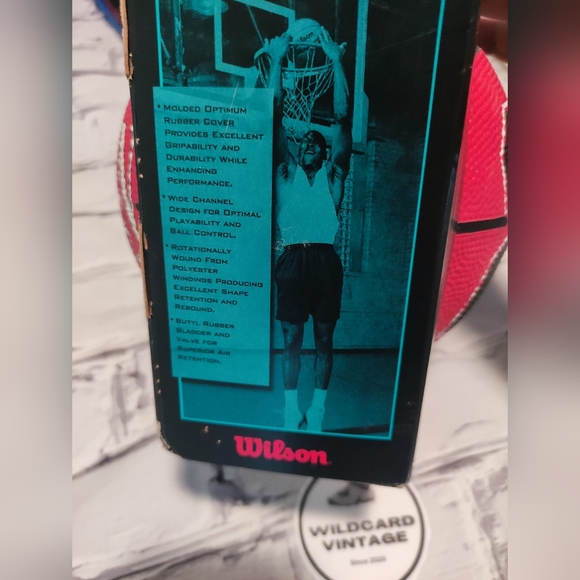 • Molded Optimum
Rubber Cover
Provides Excellent
Gripability and
Durability While
Enhancing
Performance.
• Wide Channel
Design for Optimal
Playability and
Ball Control.
• Rotationally
Wound From
Polyester
Windings Producing
Excellent Shape
Retention and
Rebound.
• Butyl Rubber
Bladder and
Valve for
Superior Air
Retention.
Wilson
WILDCARD
VINTAGE
Since 2020